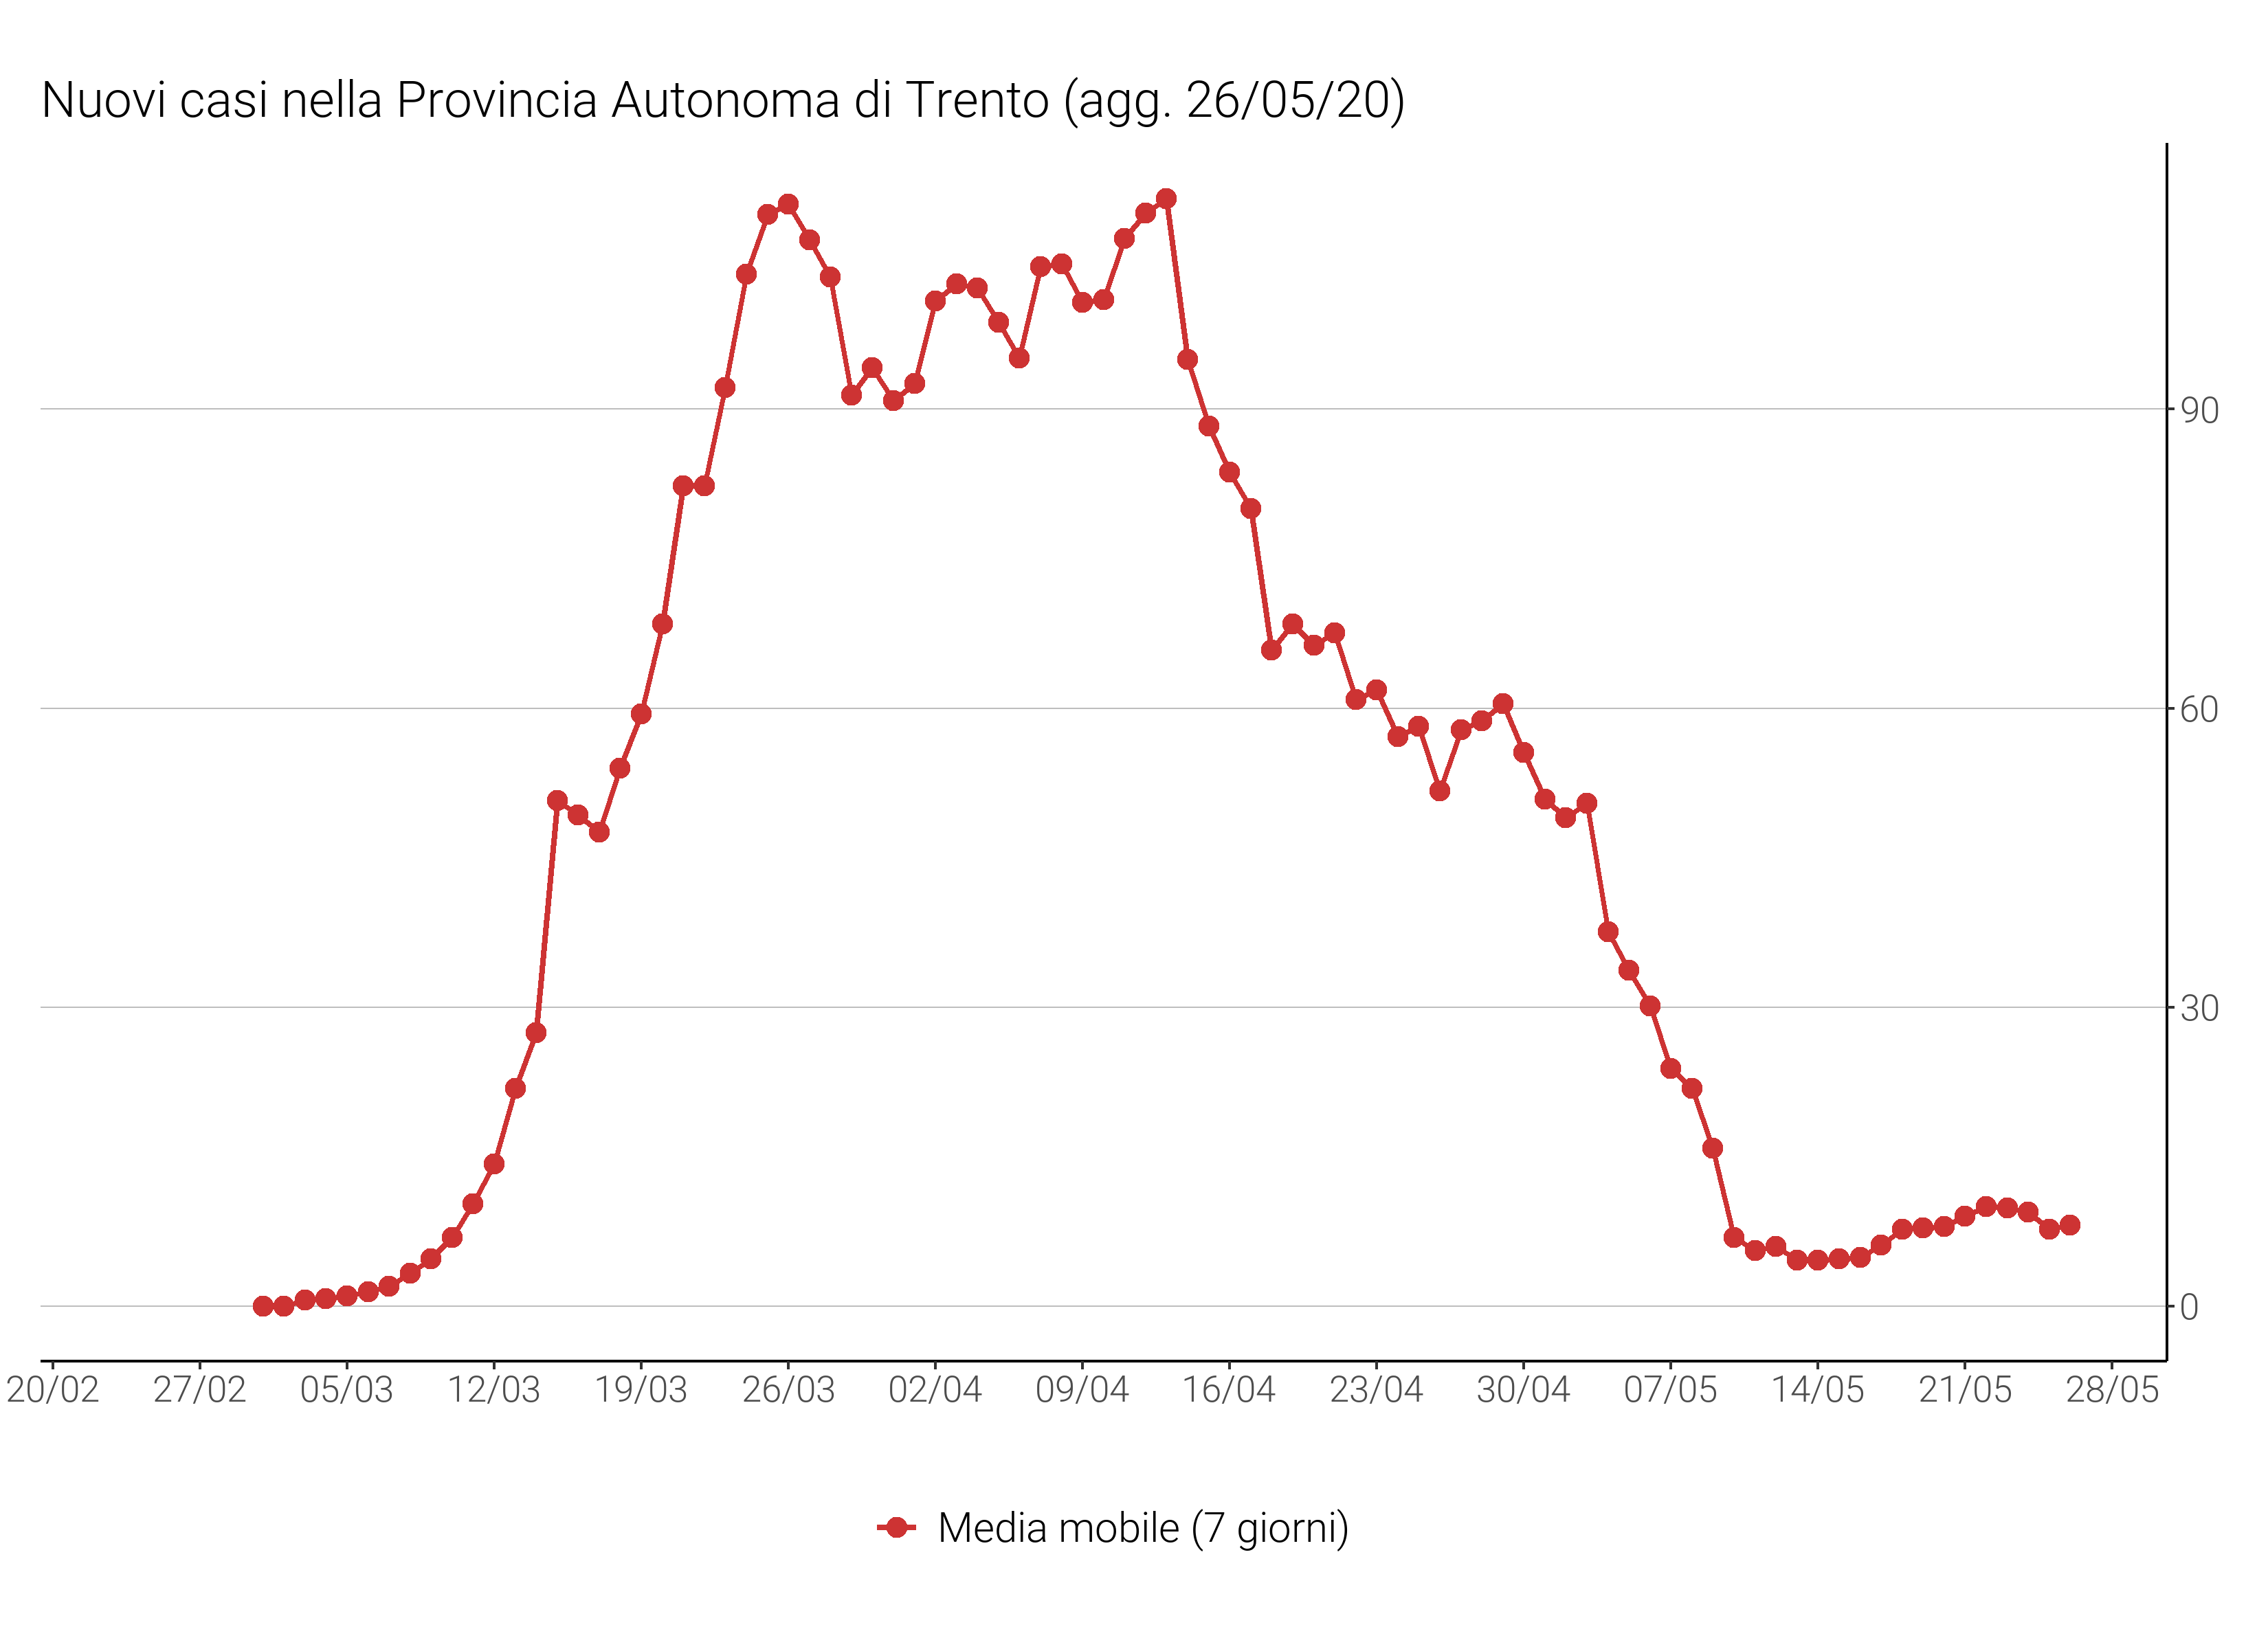 Nuovi casi nella Provincia Autonoma di Trento (agg. 26/05/20)
90
60
30
0
20/02 27/02 05/03 12/03 19/03 26/03 02/04 09/04 16/04 23/04 30/04 07/05 14/05 21/05 28/05
Media mobile (7 giorni)